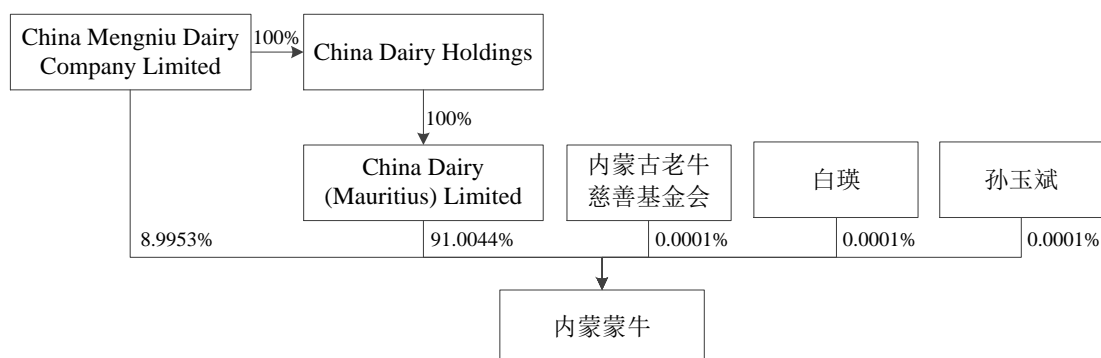 China Mengniu Dairy
Company Limited
100%
China Dairy Holdings
100%
China Dairy
(Mauritius) Limited
内蒙古老牛
慈善基金会
白瑛
孙玉斌
8.9953%
91.0044%
0.0001%
0.0001%
0.0001%
内蒙蒙牛